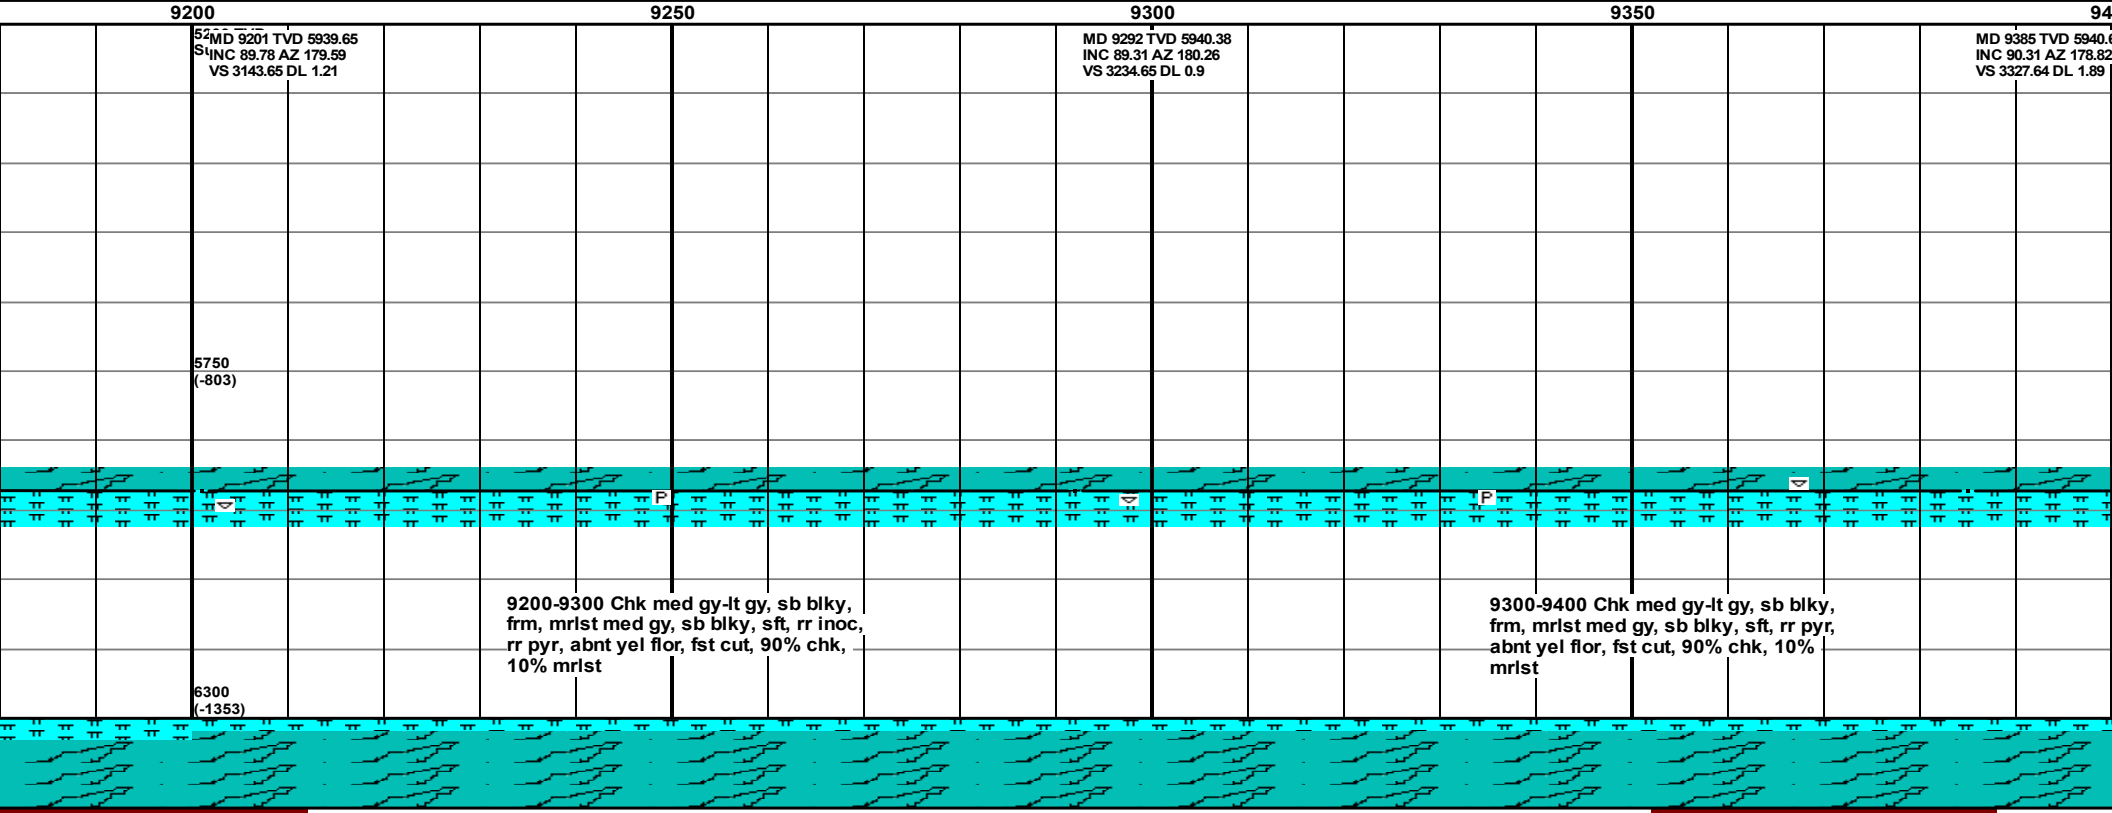 9200 9250 9300 9350
MD 9201 TVD 5939.65
INC 89.78 AZ 179.59
VS 3143.65 DL 1.21
MD 9292 TVD 5940.38
INC 89.31 AZ 180.26
VS 3234.65 DL 0.9
MD 9385 TVD
INC 90.31 AZ 178.82
VS 3327.64 DL 1.89
5750
(-803)
P
P
9200-9300 Chk med gy-lt gy, sb blky,
frm, mrlst med gy, sb blky, sft, rr inoc,
rr pyr, abnt yel flor, fst cut, 90% chk,
10% mrlst
9300-9400 Chk med gy-lt gy, sb blky,
frm, mrlst med gy, sb blky, sft, rr pyr,
abnt yel flor, fst cut, 90% chk, 10%
mrlst
6300
(-1353)